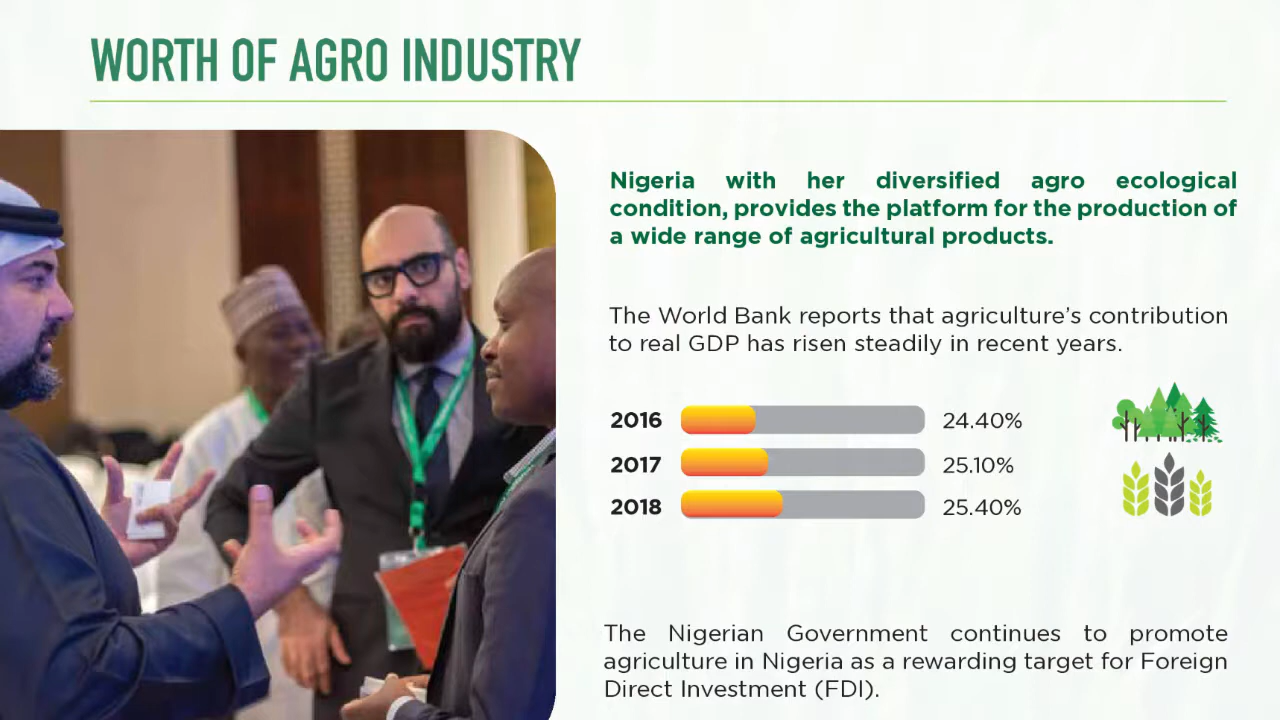 WORTH OF AGRO INDUSTRY
Nigeria with her diversified agro ecological
condition, provides the platform for the production of
a wide range of agricultural products.
The World Bank reports that agriculture’s contribution
to real GDP has risen steadily in recent years.
2016 24.40%
2017 25.10%
2018 25.40%
The Nigerian Government continues to promote
agriculture in Nigeria as a rewarding target for Foreign
Direct Investment (FDI).